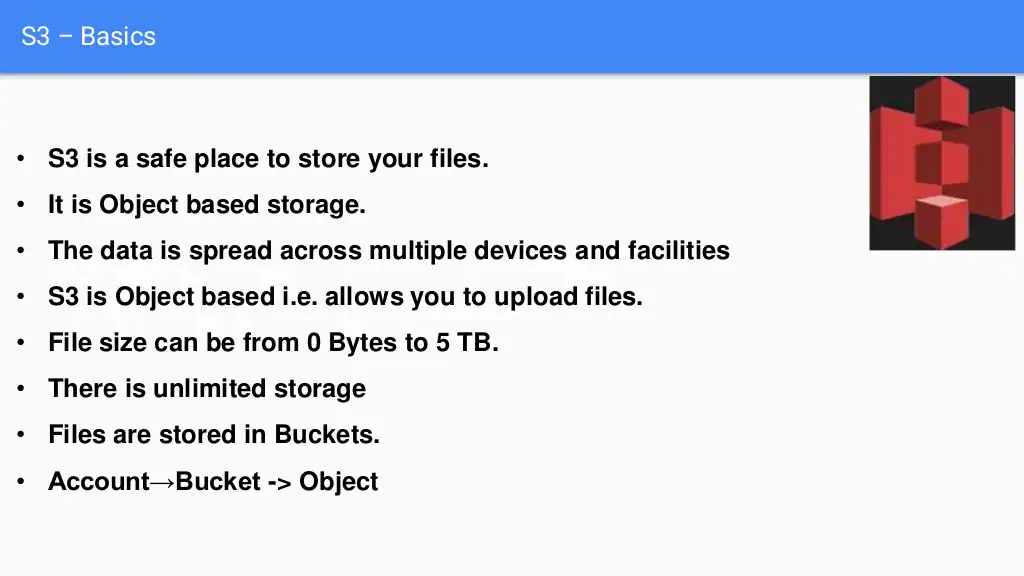 S3 – Basics
• S3 is a safe place to store your files.
• It is Object based storage.
• The data is spread across multiple devices and facilities
• S3 is Object based i.e. allows you to upload files.
• File size can be from 0 Bytes to 5 TB.
• There is unlimited storage
• Files are stored in Buckets.
• Account→Bucket -> Object